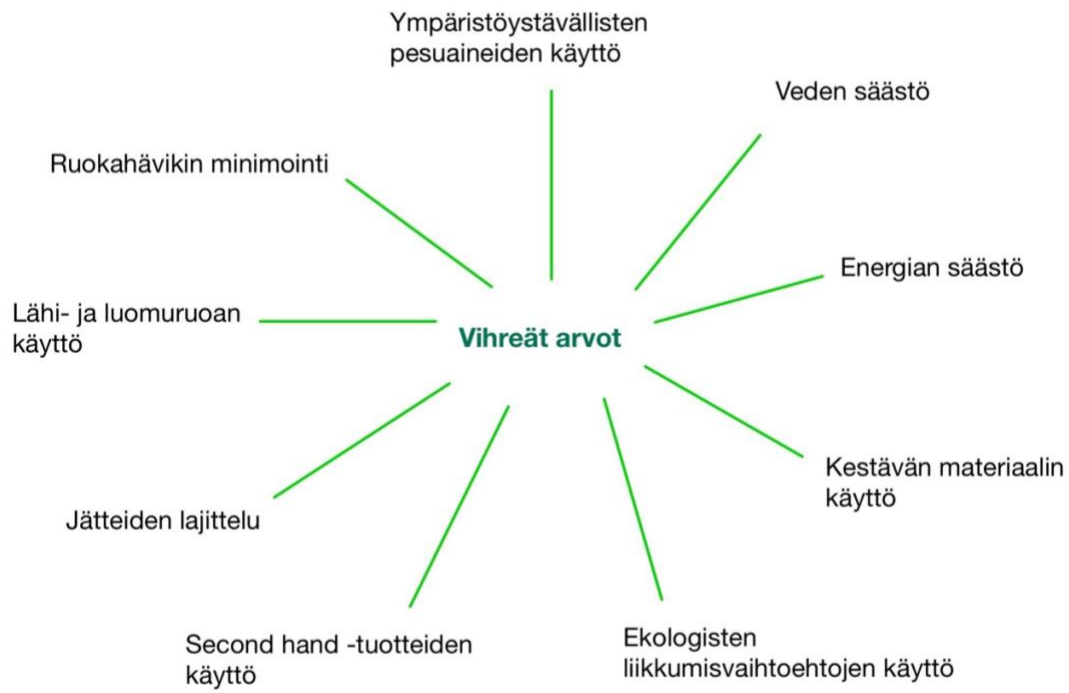 Ympäristöystävällisten
pesuaineiden käyttö
Veden säästö
Ruokahävikin minimointi
Energian säästö
Lähi- ja luomuruoan
käyttö
Vihreät arvot
Kestävän materiaalin
käyttö
Jätteiden lajittelu
Second hand -tuotteiden
käyttö
Ekologisten
liikkumisvaihtoehtojen käyttö